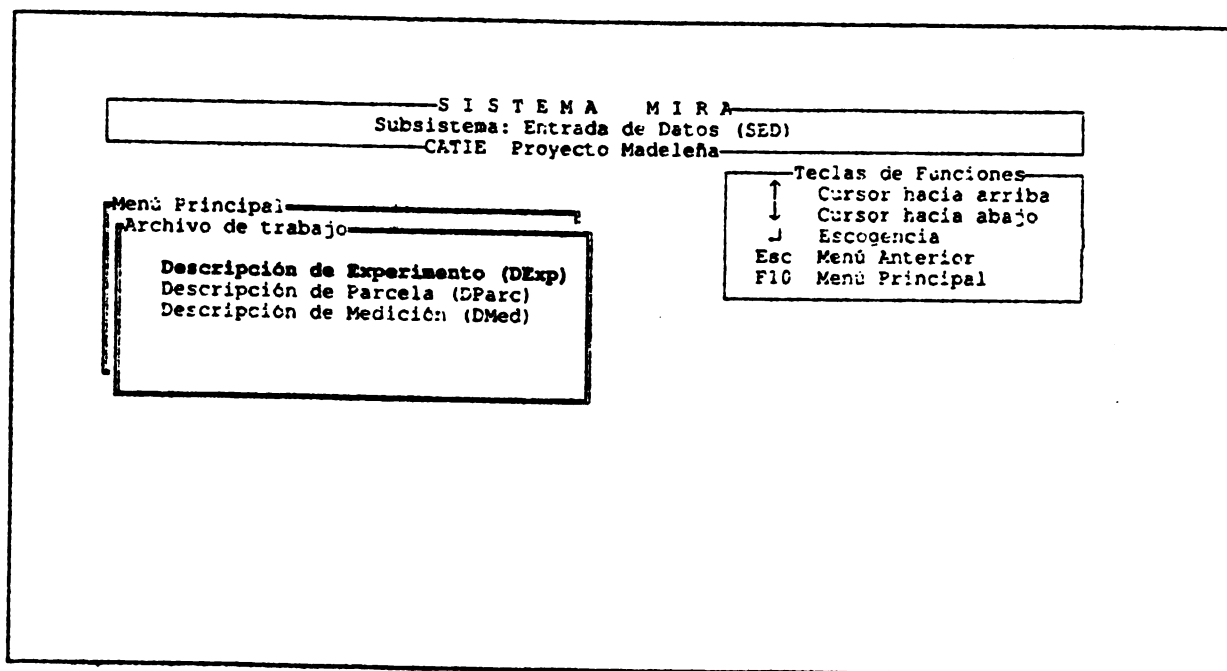 S I S T E M A   M I R A
Subsistema: Entrada de Datos (SED)
CATIE Proyecto Madeleña
Teclas de Funciones
↑ Cursor hacia arriba
↓ Cursor hacia abajo
↵ Escogencia
Esc Menú Anterior
F10 Menú Principal
Menú Principal
Archivo de trabajo
Descripción de Experimento (DExp)
Descripción de Parcela (DParc)
Descripción de Medición (DMed)